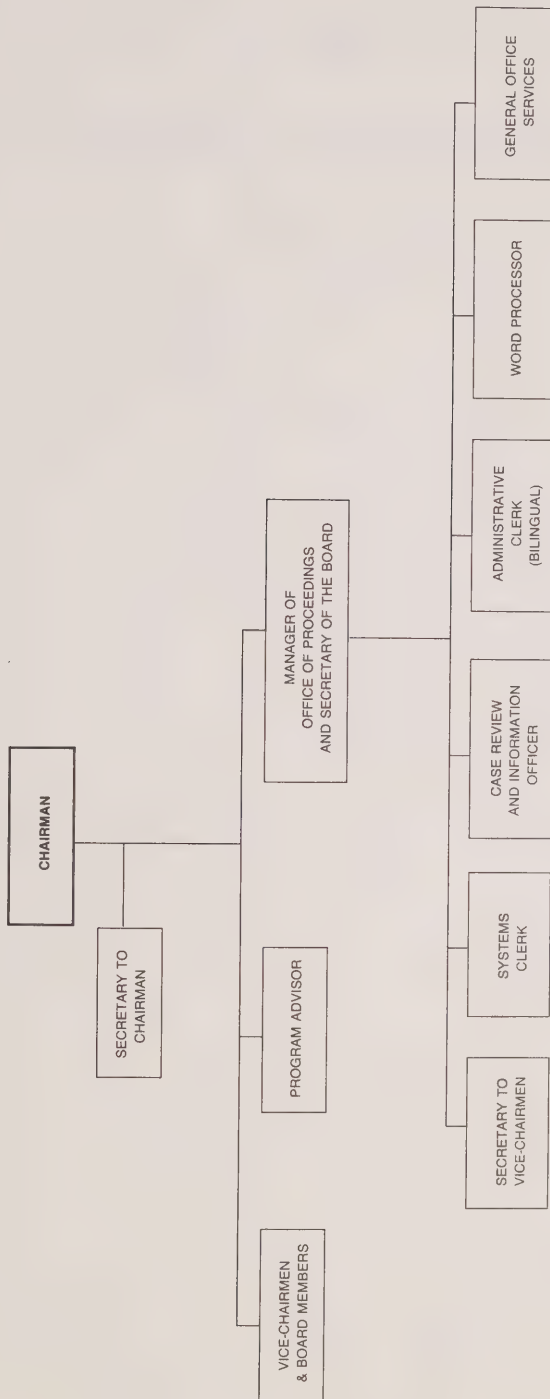 CHAIRMAN
SECRETARY TO
CHAIRMAN
VICE-CHAIRMEN
& BOARD MEMBERS
PROGRAM ADVISOR
MANAGER OF
OFFICE OF PROCEEDINGS
AND SECRETARY OF THE BOARD
SECRETARY TO
VICE-CHAIRMEN
SYSTEMS
CLERK
CASE REVIEW
AND INFORMATION
OFFICER
ADMINISTRATIVE
CLERK
(BILINGUAL)
WORD PROCESSOR
GENERAL OFFICE
SERVICES